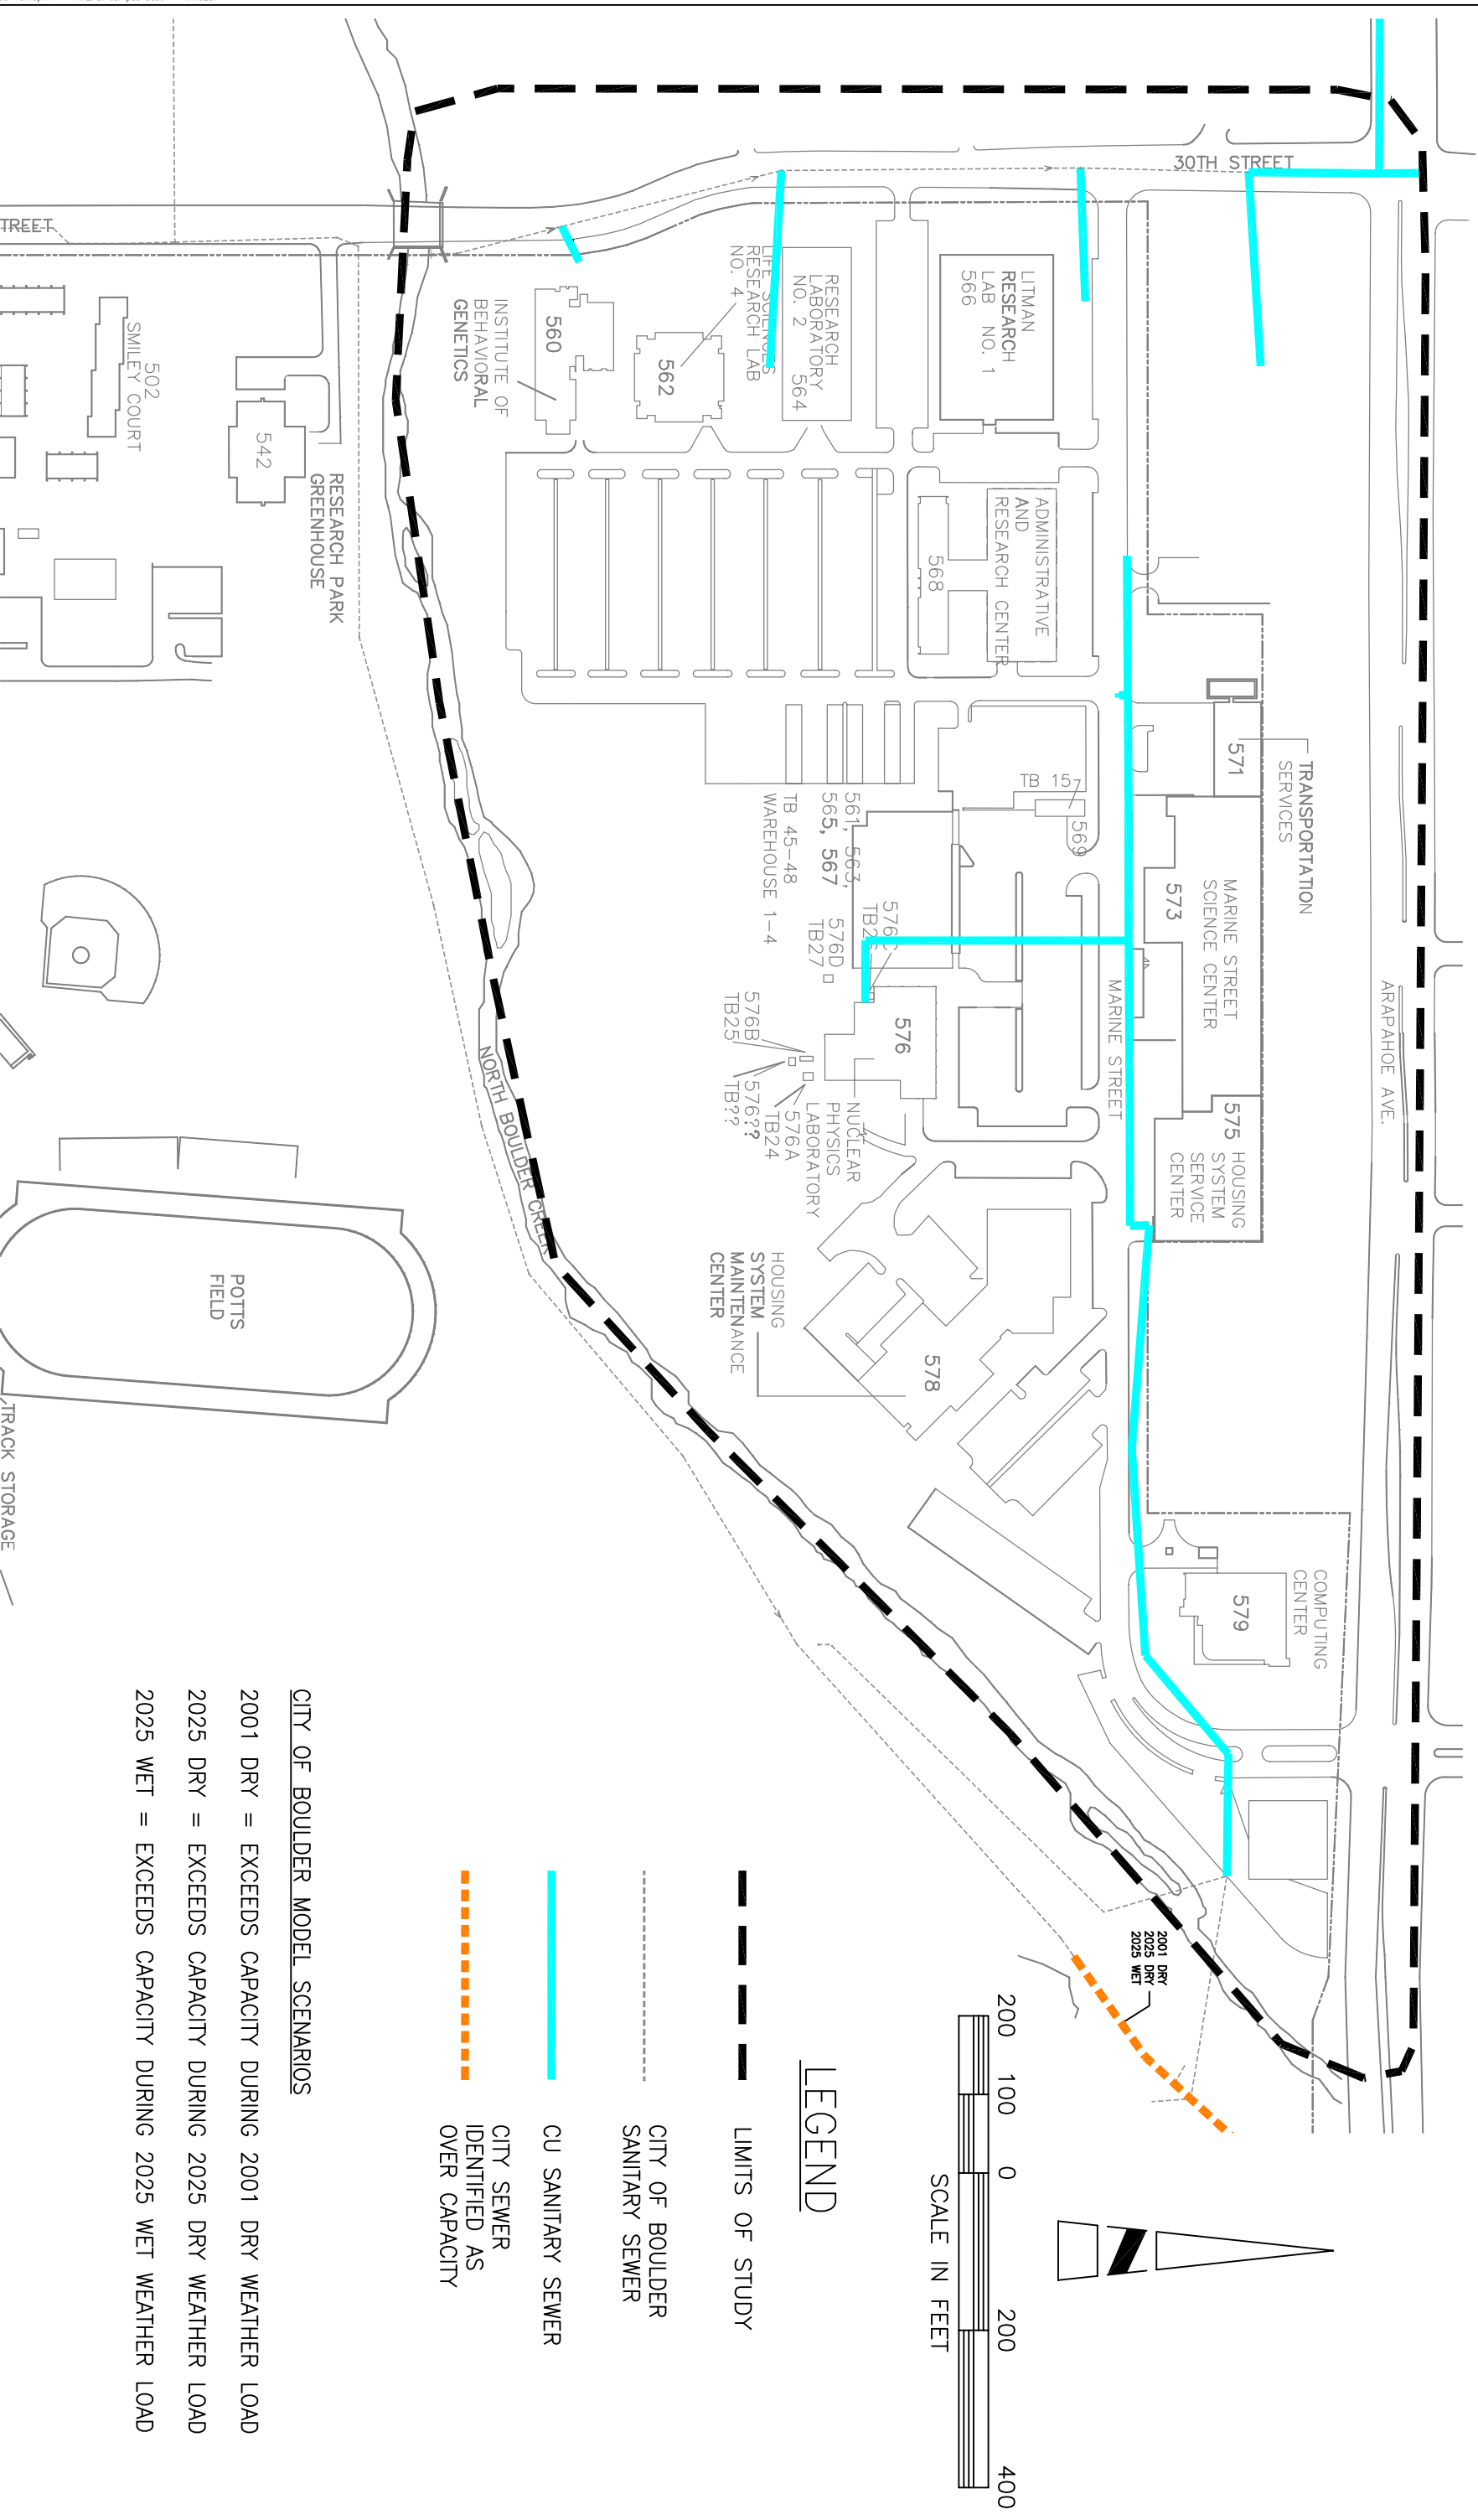 30TH STREET
TREET
ARAPAHOE AVE.
MARINE STREET
NORTH BOULDER CREEK
LITMAN
RESEARCH
LAB NO. 1
566
RESEARCH
LABORATORY
NO. 2 564
LIFE SCIENCES
RESEARCH LAB
NO. 4
562
560
INSTITUTE OF
BEHAVIORAL
GENETICS
502
SMILEY COURT
542
RESEARCH PARK
GREENHOUSE
ADMINISTRATIVE
AND
RESEARCH CENTER
568
571
TRANSPORTATION
SERVICES
TB 15
569
561, 563,
565, 567
TB 45-48
WAREHOUSE 1-4
573
MARINE STREET
SCIENCE CENTER
576C
576D
TB27
576
576B
TB25
576??
TB??
576A
TB24
NUCLEAR
PHYSICS
LABORATORY
575 HOUSING
SYSTEM
SERVICE
CENTER
HOUSING
SYSTEM
MAINTENANCE
CENTER
578
COMPUTING
CENTER
579
POTTS
FIELD
TRACK STORAGE
2001 DRY
2025 DRY
2025 WET
200 100 0 200 400
SCALE IN FEET
LEGEND
LIMITS OF STUDY
CITY OF BOULDER
SANITARY SEWER
CU SANITARY SEWER
CITY SEWER
IDENTIFIED AS
OVER CAPACITY
CITY OF BOULDER MODEL SCENARIOS
2001 DRY = EXCEEDS CAPACITY DURING 2001 DRY WEATHER LOAD
2025 DRY = EXCEEDS CAPACITY DURING 2025 DRY WEATHER LOAD
2025 WET = EXCEEDS CAPACITY DURING 2025 WET WEATHER LOAD